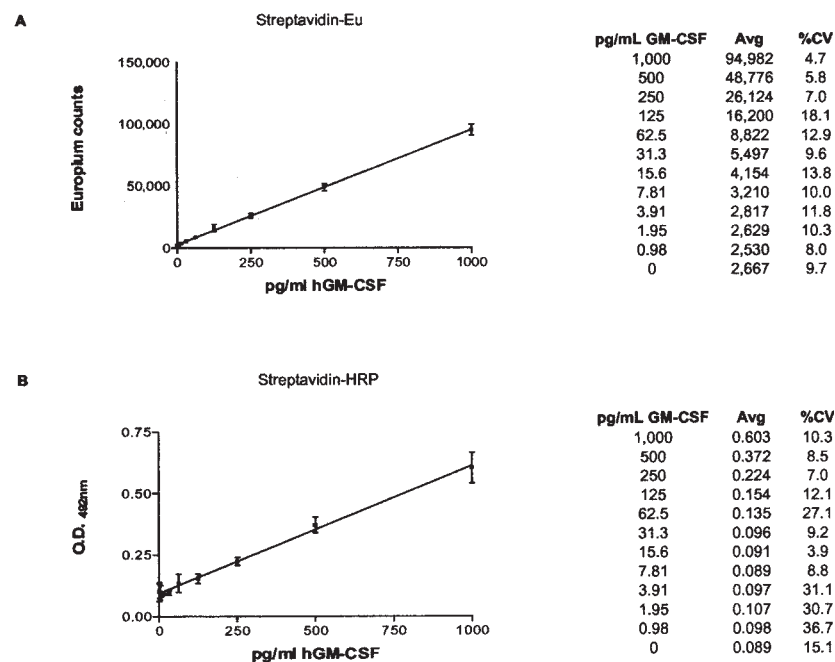 A
Streptavidin-Eu
Europium counts
150,000
100,000
50,000
0
0 250 500 750 1000
pg/ml hGM-CSF
pg/mL GM-CSF Avg %CV
1,000 94,982 4.7
500 48,776 5.8
250 26,124 7.0
125 16,200 18.1
62.5 8,822 12.9
31.3 5,497 9.6
15.6 4,154 13.8
7.81 3,210 10.0
3.91 2,817 11.8
1.95 2,629 10.3
0.98 2,530 8.0
0 2,667 9.7
B
Streptavidin-HRP
O.D. 492nm
0.75
0.50
0.25
0.00
0 250 500 750 1000
pg/ml hGM-CSF
pg/mL GM-CSF Avg %CV
1,000 0.603 10.3
500 0.372 8.5
250 0.224 7.0
125 0.154 12.1
62.5 0.135 27.1
31.3 0.096 9.2
15.6 0.091 3.9
7.81 0.089 8.8
3.91 0.097 31.1
1.95 0.107 30.7
0.98 0.098 36.7
0 0.089 15.1